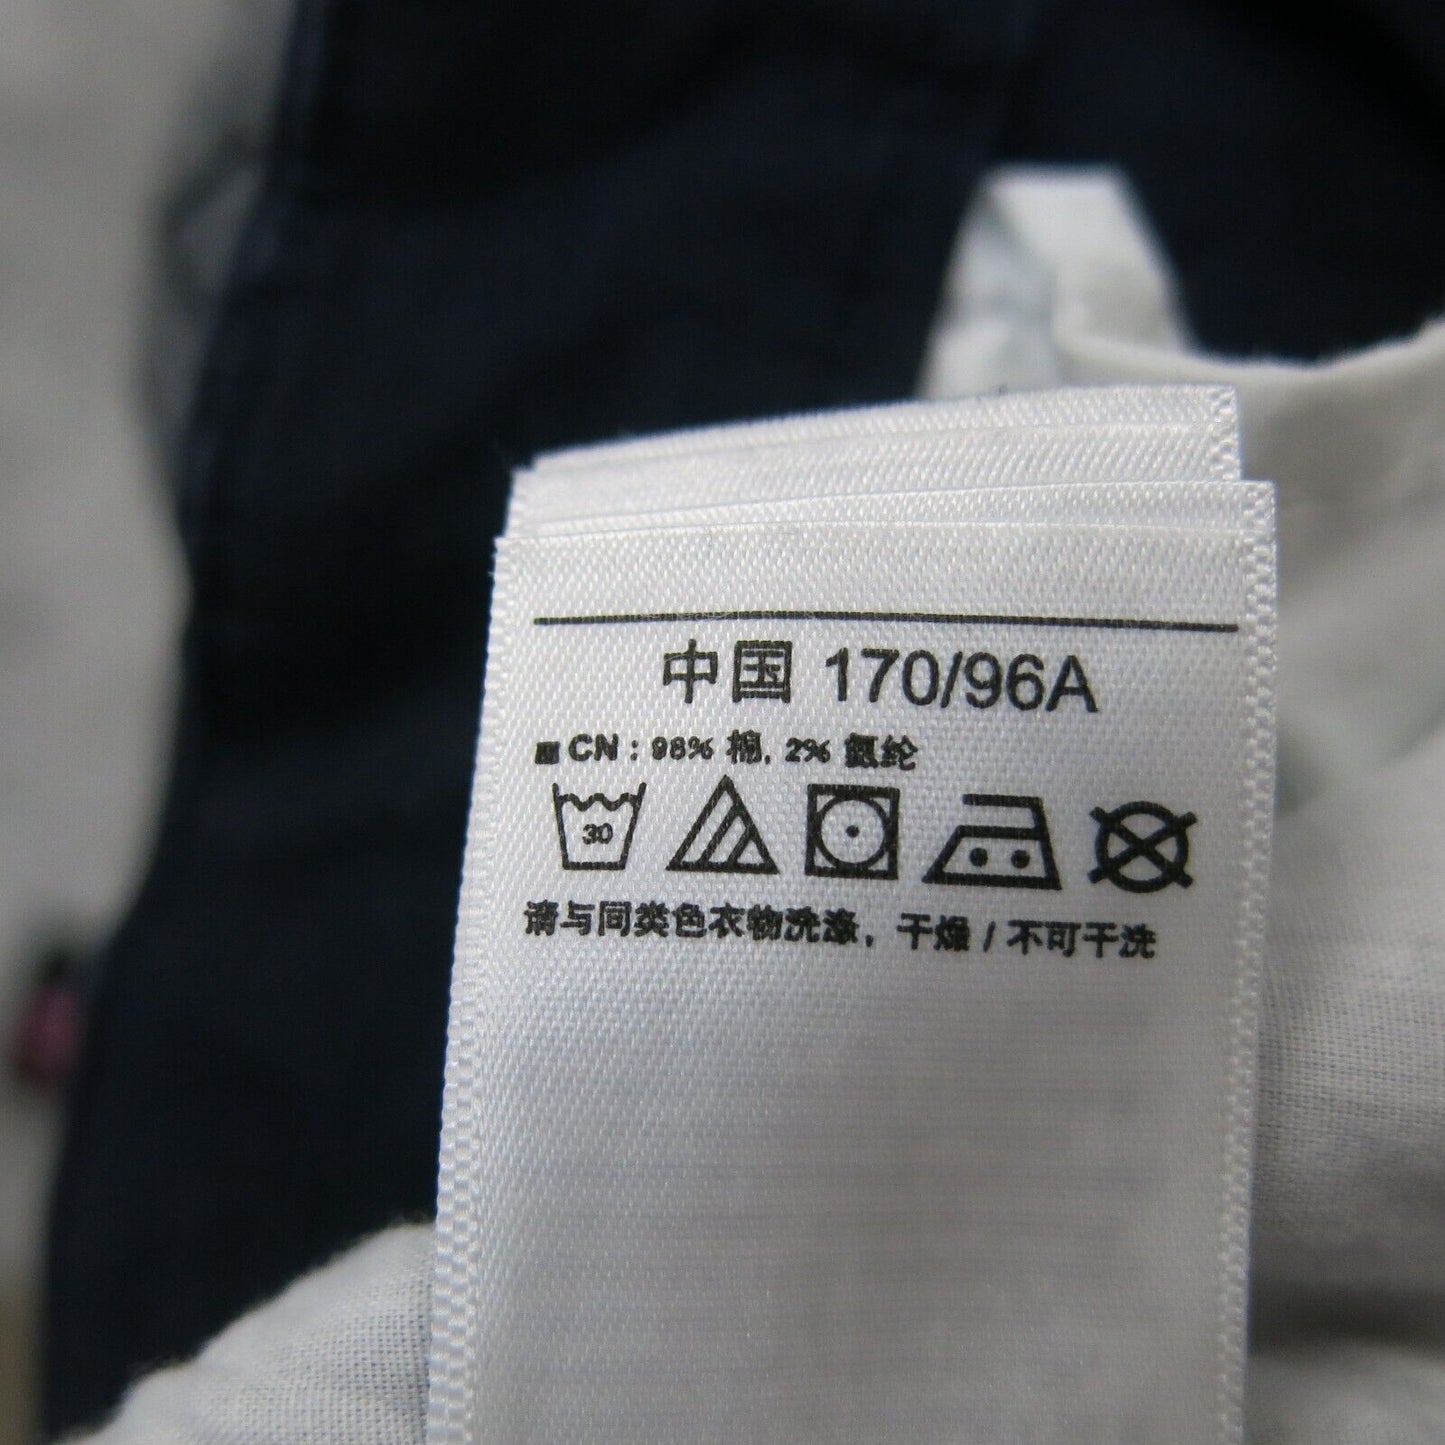 中国 170/96A
CN : 98% 棉, 2% 氨纶
30
请与同类色衣物洗涤, 干燥 / 不可干洗